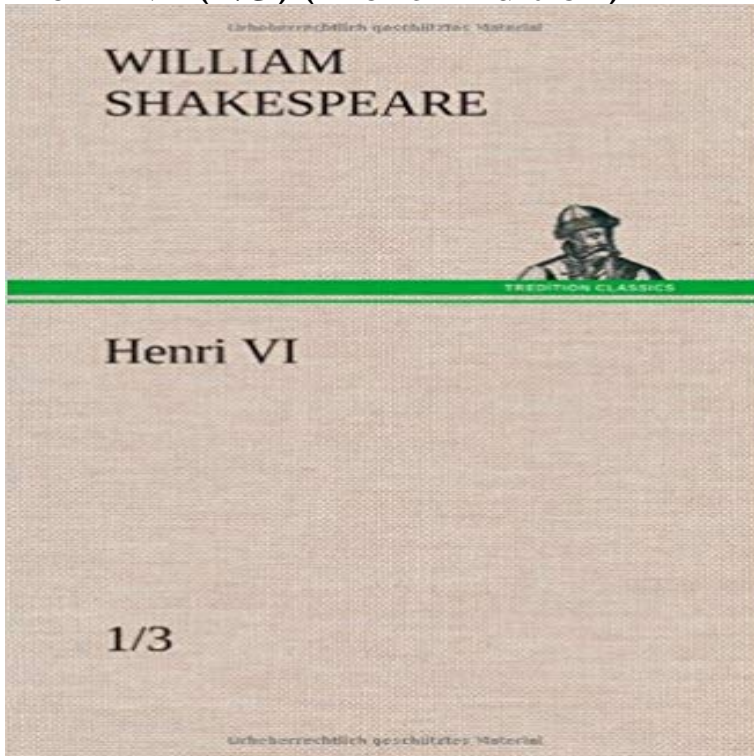 Urheberrechtlich geschütztes Material
WILLIAM
SHAKESPEARE
TREDITION CLASSICS
Henri VI
1/3
Urheberrechtlich geschütztes Material